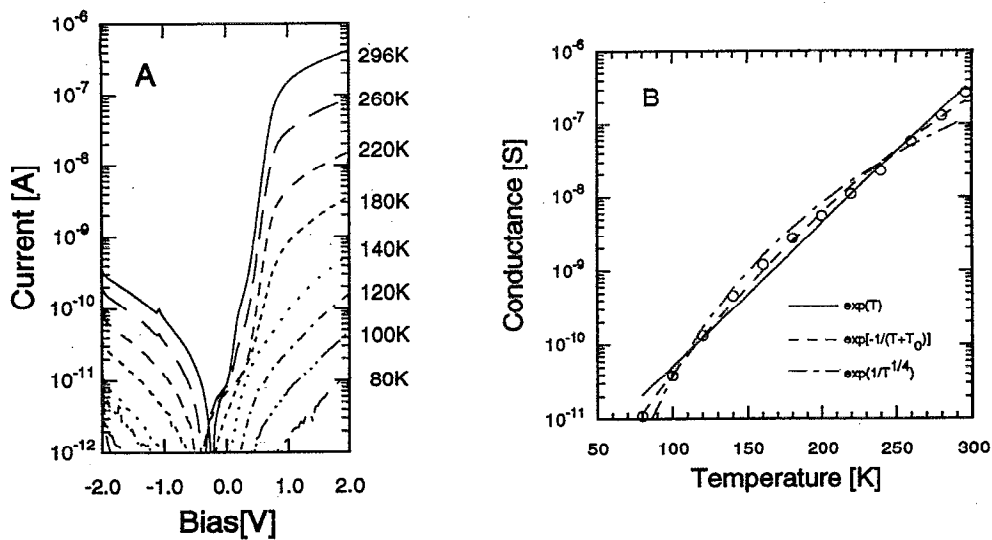 A
Current [A]
10^-6
10^-7
10^-8
10^-9
10^-10
10^-11
10^-12
296K
260K
220K
180K
140K
120K
100K
80K
-2.0 -1.0 0.0 1.0 2.0
Bias[V]
B
Conductance [S]
10^-6
10^-7
10^-8
10^-9
10^-10
10^-11
exp(T)
exp[-1/(T+T_0)]
exp(1/T^1/4)
50 100 150 200 250 300
Temperature [K]